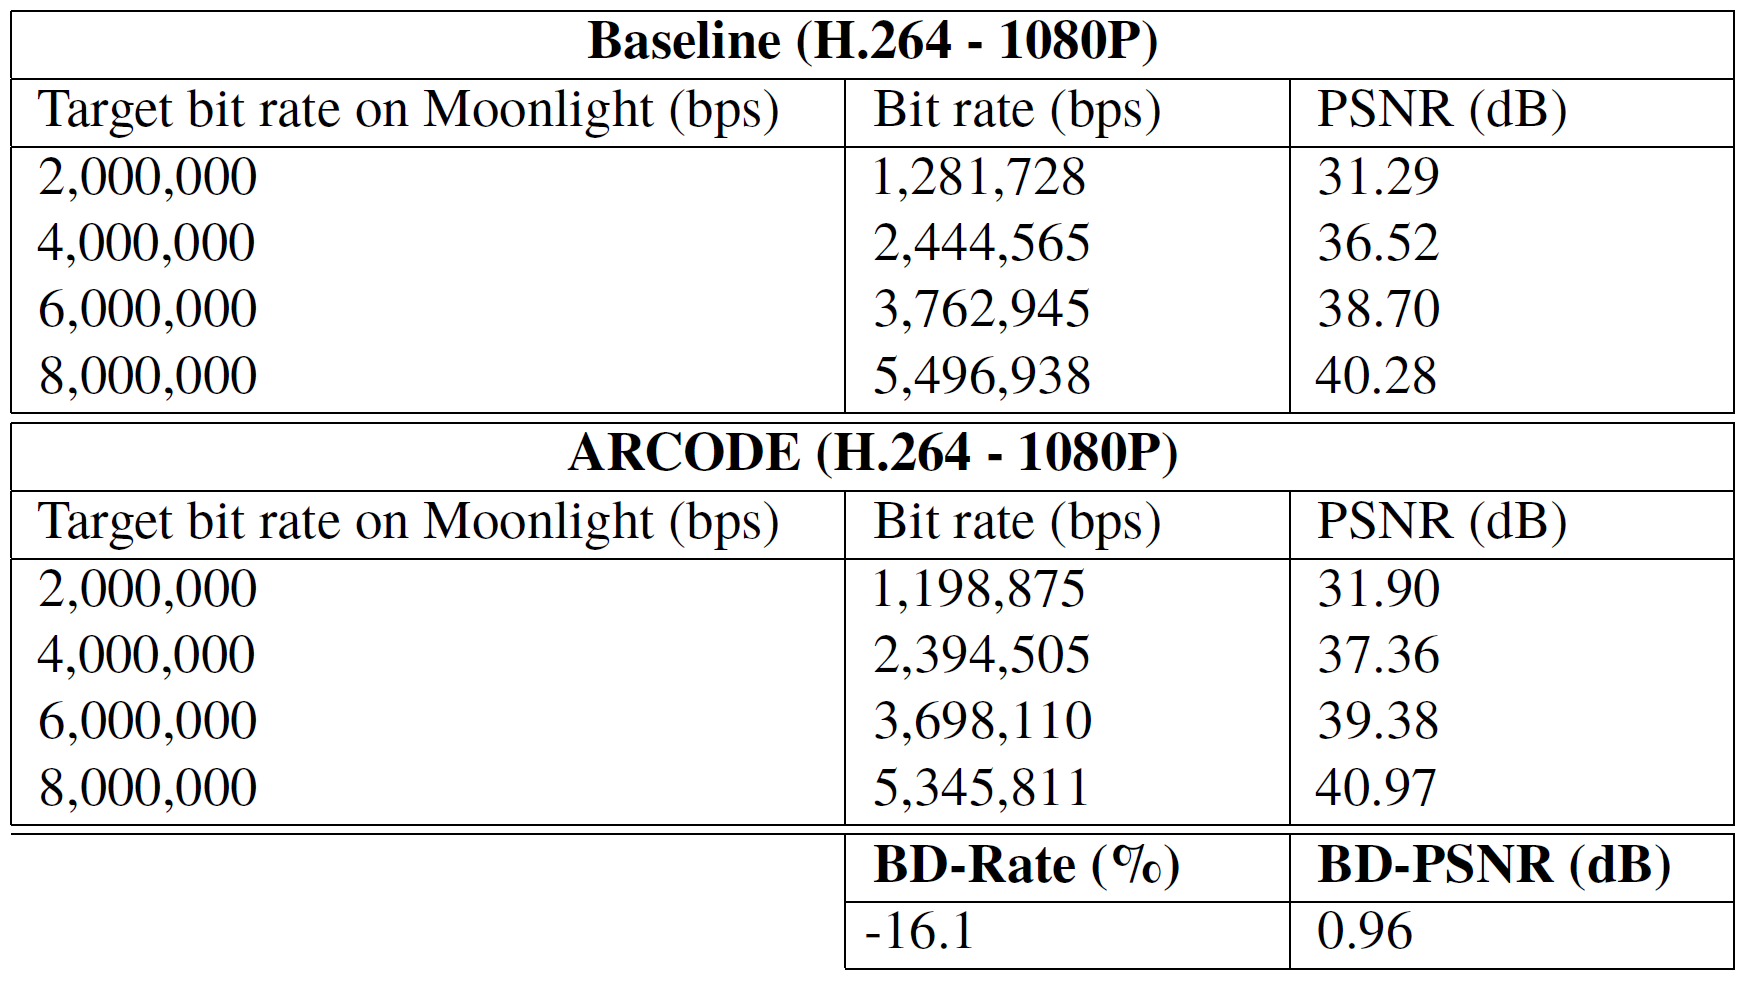 Baseline (H.264 - 1080P)
Target bit rate on Moonlight (bps) Bit rate (bps) PSNR (dB)
2,000,000 1,281,728 31.29
4,000,000 2,444,565 36.52
6,000,000 3,762,945 38.70
8,000,000 5,496,938 40.28
ARCODE (H.264 - 1080P)
Target bit rate on Moonlight (bps) Bit rate (bps) PSNR (dB)
2,000,000 1,198,875 31.90
4,000,000 2,394,505 37.36
6,000,000 3,698,110 39.38
8,000,000 5,345,811 40.97
BD-Rate (%) BD-PSNR (dB)
-16.1 0.96